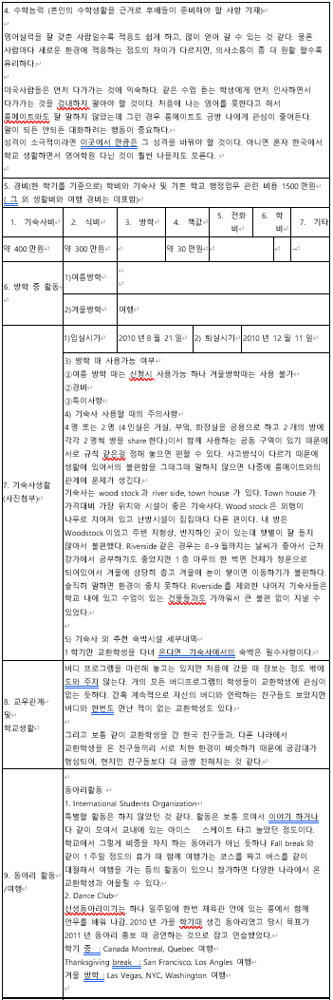 4. 수학능력 (본인의 수학생활을 근거로 후배들이 준비해야 할 사항 기재)
영어실력을 잘 갖춘 사람일수록 적응도 쉽게 하고, 많이 얻어 갈 수 있는 것 같다. 물론
사람마다 새로운 환경에 적응하는 정도의 차이가 다르지만, 의사소통이 좀 더 원활 할수록
유리하다.
미국사람들은 먼저 다가가는 것에 익숙하다. 같은 수업 듣는 학생에게 먼저 인사하면서
다가가는 것을 겁내하지 말아야 할 것이다. 처음에 나는 영어를 못한다고 해서
룸메이트와도 잘 말하지 않았는데 그런 경우 룸메이트도 금방 나에게 관심이 줄어든다.
말이 되든 안되든 대화하려는 행동이 중요하다.
성격이 소극적이라면 이곳에서 만큼은 그 성격을 바꿔야 할 것이다. 아니면 혼자 한국에서
학교 생활하면서 영어학원 다닌 것이 훨씬 나을지도 모른다.
5. 경비(한 학기를 기준으로) 학비와 기숙사 및 기본 학교 행정업무 관련 비용 1500 만원
( 그 외 생활비와 여행 경비는 미포함)
1. 기숙사비 2. 식비 3. 방학 4. 책값 5. 전화비 6. 학비 7. 기타
약 400 만원 약 300 만원 약 30 만원
6. 방학 중 활동
1)여름방학
2)겨울방학 여행
7. 기숙사생활
(사진첨부)
1)입실시기 2010 년 8 월 21 일 2) 퇴실시기 2010 년 12 월 11 일
3) 방학 때 사용가능 여부
①여름 방학 때는 신청시 사용가능 하나 겨울방학때는 사용 불가
②경비
③특이사항
4) 기숙사 사용할 때의 주의사항
4 명 또는 2 명 (4 인실은 거실, 부엌, 화장실을 공용으로 하고 2 개의 방에
각각 2 명씩 방을 share 한다.)이서 함께 사용하는 공동 구역이 있기 때문에
서로 규칙 같은걸 정해 놓으면 편할 수 있다. 사고방식이 다르기 때문에
생활에 있어서의 불편함을 그때그때 말하지 않으면 나중에 룸메이트와의
관계에 문제가 생긴다.
기숙사는 wood stock 과 river side, town house 가 있다. Town house 가
가격대비 가장 위치와 시설이 좋은 기숙사다. Wood stock 은 외형이
나무로 지어져 있고 난방시설이 집집마다 다른 편이다. 내 방은
Woodstock 이었고 주변 지형상, 반지하인 곳이 있는데 햇볕이 잘 들지
않아서 불편했다. Riverside 같은 경우는 8~9 월까지는 날씨가 좋아서 근처
강가에서 공부하기도 좋았지만 1 층 마루의 한 벽면 전체가 창문으로
되어있어서 겨울에 상당히 춥고 겨울에 눈이 쌓이면 이동하기가 불편하다.
솔직히 말하면 환경이 좋지 못하다. Riverside 를 제외한 나머지 기숙사들은
학교 내에 있고 수업이 있는 건물들과도 가까워서 큰 불편 없이 지낼 수
있었다.
5) 기숙사 외 추천 숙박시설 세부내역
1 학기만 교환학생을 다녀 온다면 기숙사에서의 숙박은 필수사항이다.
8. 교우관계
및
학교생활
버디 프로그램을 마련해 놓고는 있지만 처음에 갔을 때 장보는 정도 밖에
도와 주지 않는다. 거의 모든 버디프로그램의 학생들이 교환학생에 관심이
없는 듯하다. 간혹 계속적으로 자신의 버디와 연락하는 친구들도 보았지만
버디와 한번도 만난 적이 없는 교환학생도 있다.
그리고 보통 같이 교환학생을 간 한국 친구들과, 다른 나라에서
교환학생을 온 친구들끼리 서로 처한 환경이 비슷하기 때문에 공감대가
형성되어, 현지인 친구들보다 더 금방 친해지는 것 같다.
9. 동아리 활동
/여행
동아리활동
1. International Students Organization
특별할 활동은 하지 않았던 것 같다. 활동은 보통 모여서 이야기 하거나
다 같이 모여서 교내에 있는 아이스 스케이트 타고 놀았던 정도이다.
학교에서 그렇게 비중을 차지 하는 동아리가 아닌 듯하나 Fall break 와
같이 1 주일 정도의 휴가 때 함께 여행가는 코스를 짜고 버스를 같이
대절해서 여행을 가는 등의 활동이 있으니 참가하면 다양한 나라에서 온
교환학생과 어울릴 수 있다.
2. Dance Club
신생동아리이기는 하나 일주일에 한번 체육관 안에 있는 룸에서 함께
안무를 배워 나감. 2010 년 가을 학기때 생긴 동아리였고 당시 목표가
2011 년 동아리 홍보 때 공연하는 것으로 잡고 연습했었다.
학기 중 : Canada Montreal, Quebec 여행
Thanksgiving break : San Francisco, Los Angles 여행
겨울 방학 : Las Vegas, NYC, Washington 여행